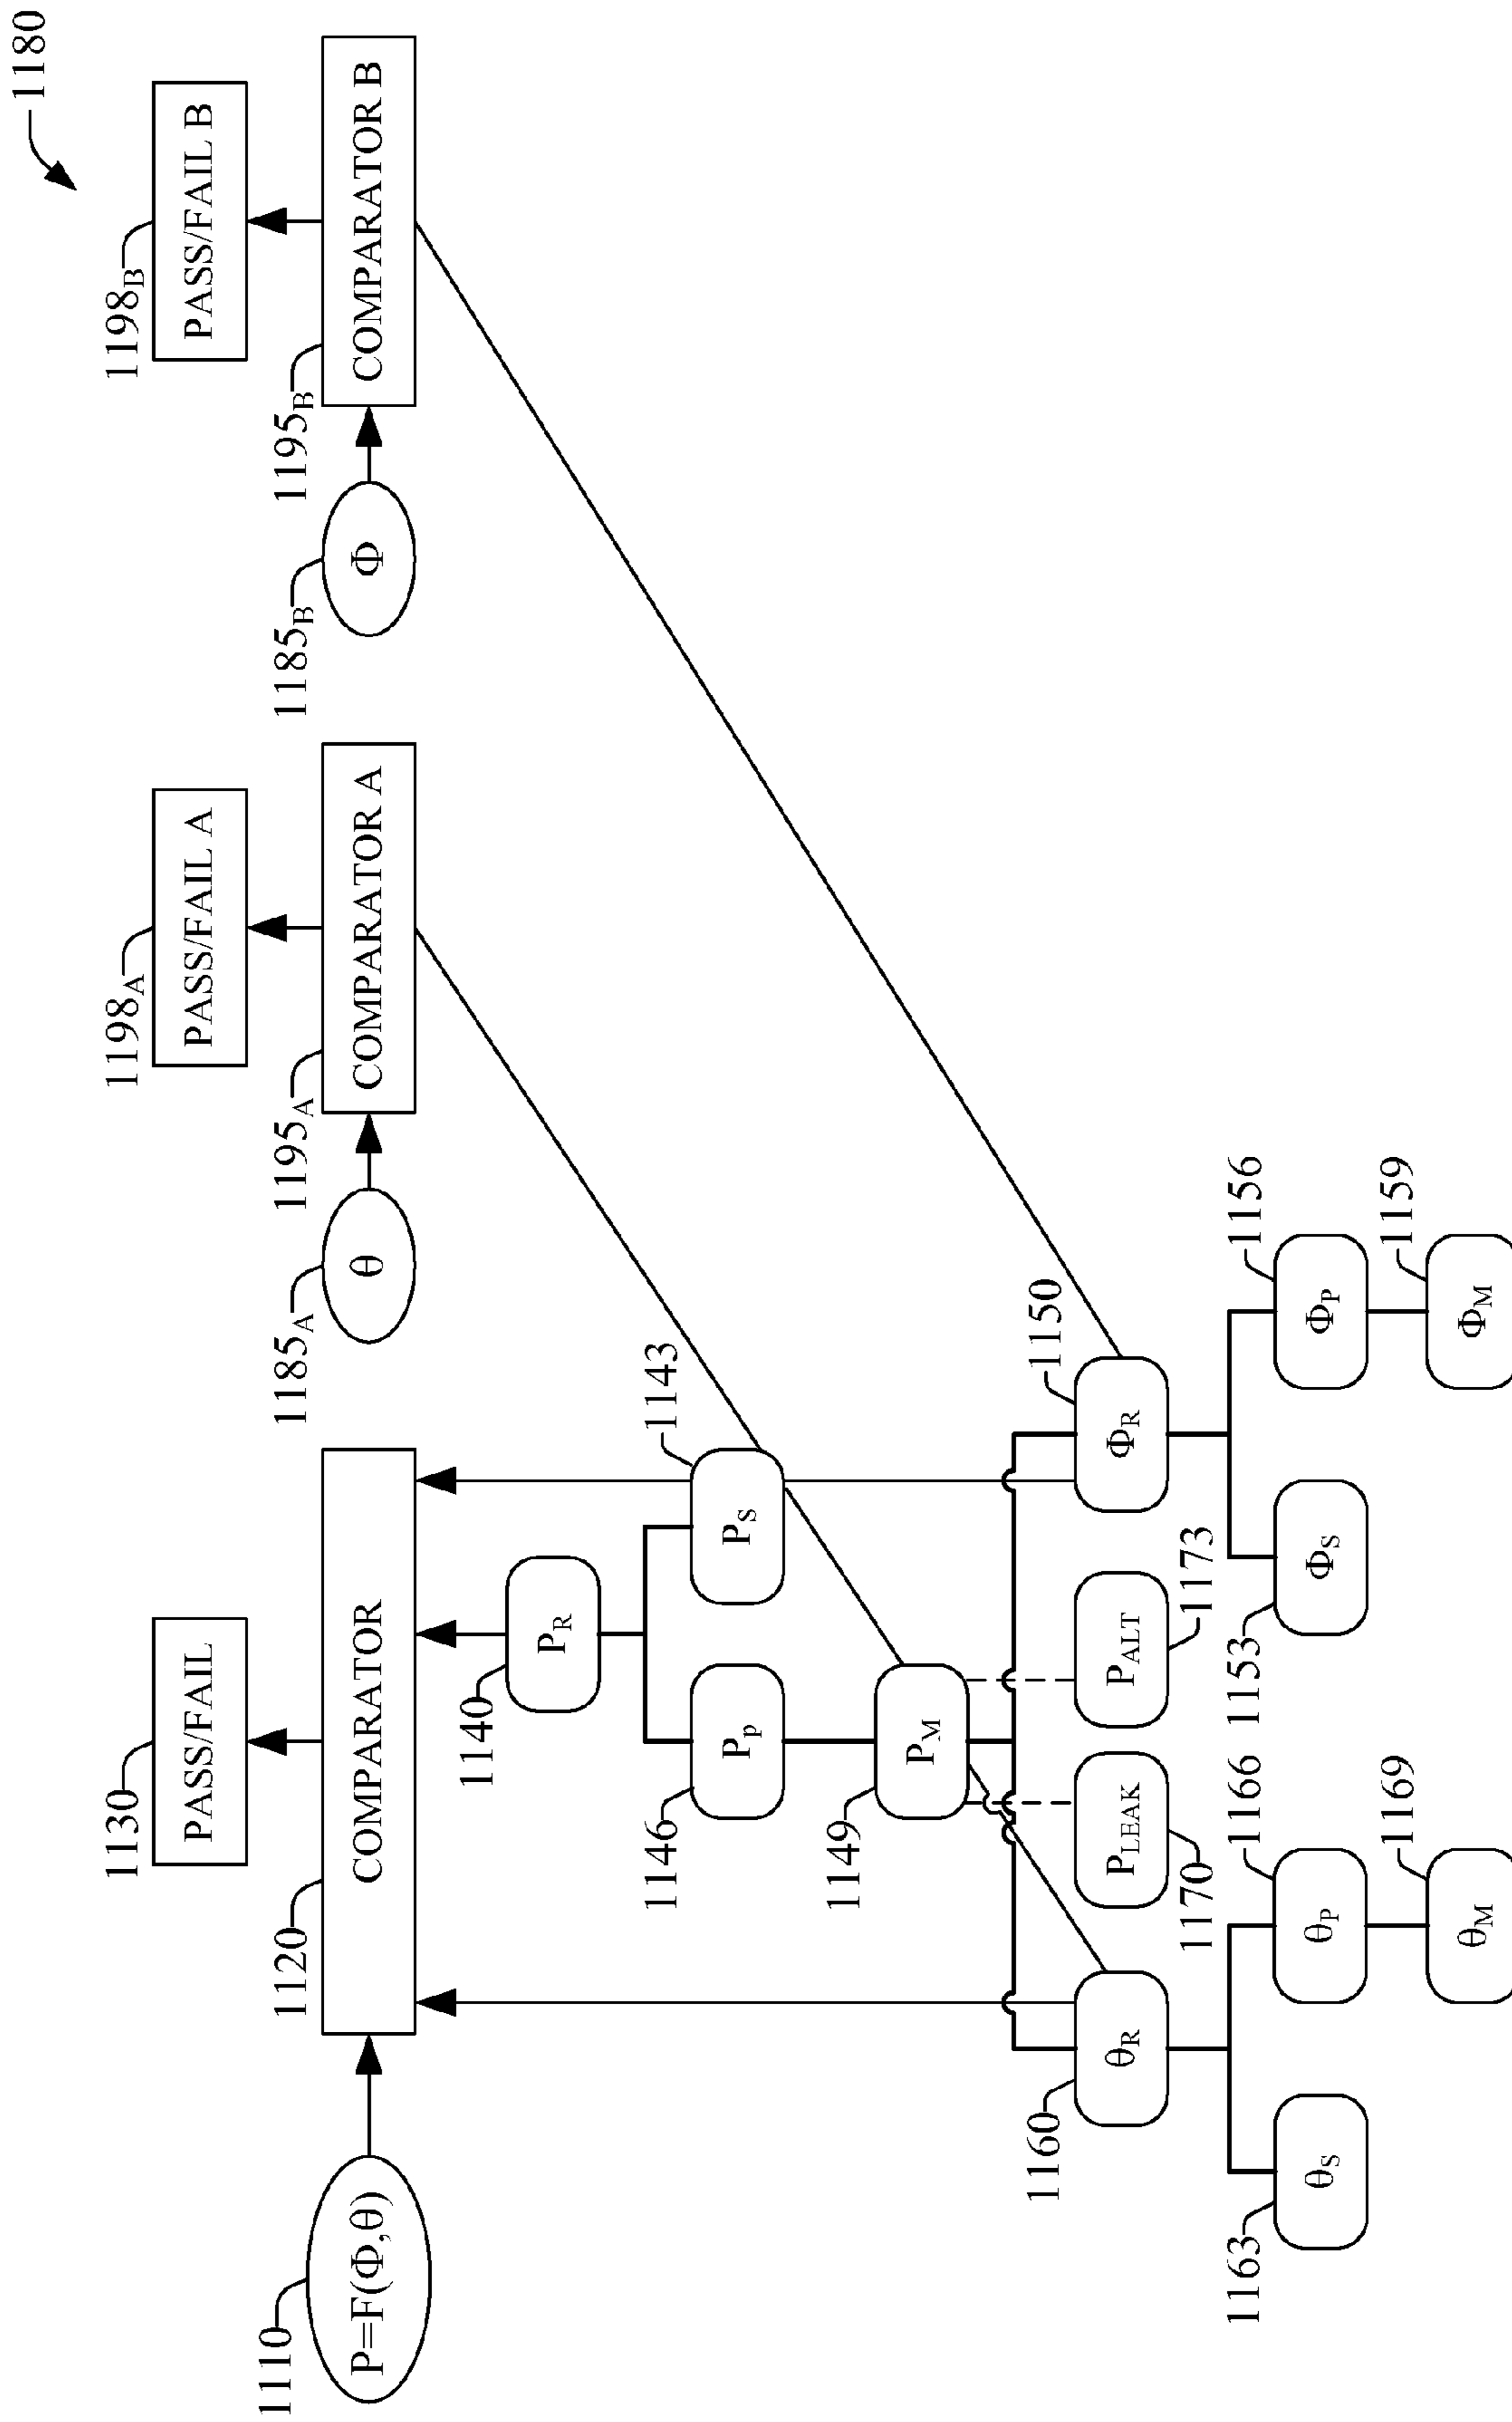 1180
1130
PASS/FAIL
1198A
PASS/FAIL A
1198B
PASS/FAIL B
1110
P=F(Φ,θ)
1120
COMPARATOR
1185A
θ
1195A
COMPARATOR A
1185B
Φ
1195B
COMPARATOR B
1140
PR
1146
PP
PS
1143
1149
PM
1160
θR
PLEAK
1170
PALT
1173
ΦR
1150
1163
θS
θP
1166
1153
ΦS
ΦP
1156
θM
1169
ΦM
1159